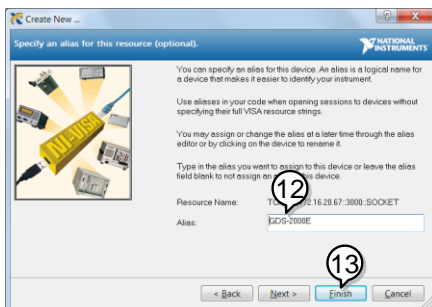 Create New ...
Specify an alias for this resource (optional).
NATIONAL
INSTRUMENTS
You can specify an alias for this device. An alias is a logical name for
a device that makes it easier to identify your instrument.
Use aliases in your code when opening sessions to devices without
specifying their full VISA resource strings.
You may assign or change the alias at a later time through the alias
editor or by clicking on the device to rename it.
Type in the alias you want to assign to this device or leave the alias
field blank to not assign an this device.
NI-VISA
12
Resource Name: 2.16.20.67::3000::SOCKET
Alias: GDS-2000E
13
< Back Next > Finish Cancel